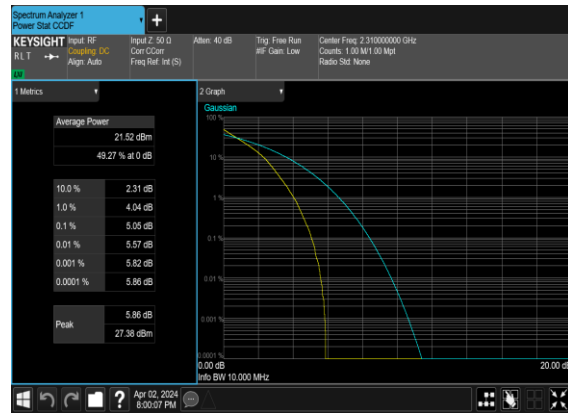 Spectrum Analyzer 1
Power Stat CCDF
+
KEYSIGHT
RLT
LXI
Input: RF
Coupling: DC
Align: Auto
Input Z: 50 Ω
Corr CCorr
Freq Ref: Int (S)
Atten: 40 dB
Trig: Free Run
#IF Gain: Low
Center Freq: 2.310000000 GHz
Counts: 1.00 M/1.00 Mpt
Radio Std: None
1 Metrics
Average Power
21.52 dBm
49.27 % at 0 dB
10.0 % 2.31 dB
1.0 % 4.04 dB
0.1 % 5.05 dB
0.01 % 5.57 dB
0.001 % 5.82 dB
0.0001 % 5.86 dB
Peak
5.86 dB
27.38 dBm
2 Graph
Gaussian
100 %
10 %
1 %
0.1 %
0.01 %
0.001 %
0.0001 %
0.00 dB
20.00 dB
Info BW 10.000 MHz
?
Apr 02, 2024
8:00:07 PM